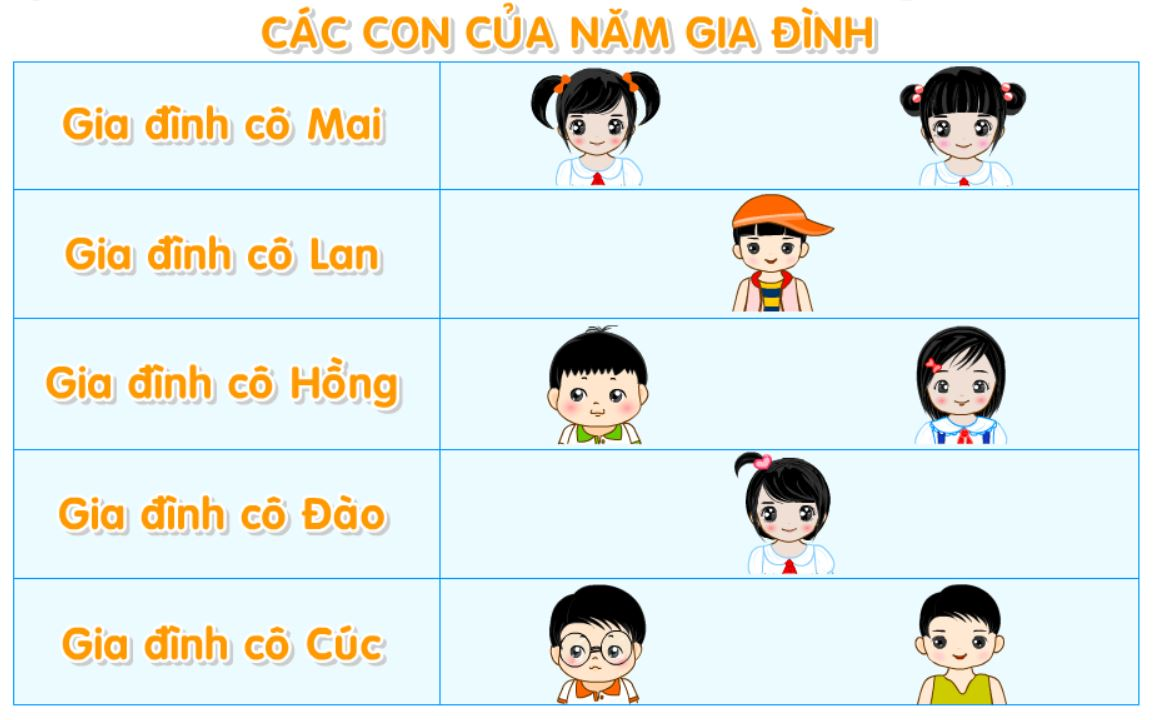 CÁC CON CỦA NĂM GIA ĐÌNH
Gia đình cô Mai
Gia đình cô Lan
Gia đình cô Hồng
Gia đình cô Đào
Gia đình cô Cúc